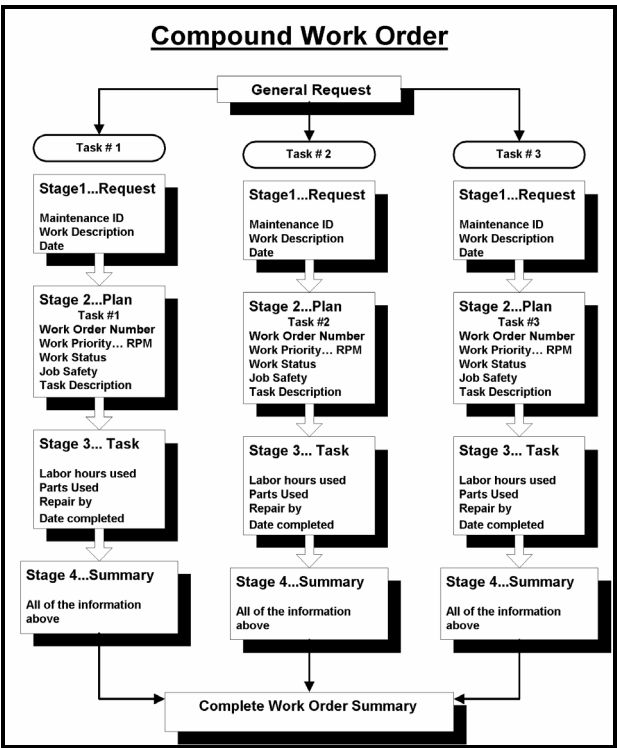 Compound Work Order
General Request
Task # 1
Stage1...Request
Maintenance ID
Work Description
Date
Stage 2...Plan
Task #1
Work Order Number
Work Priority... RPM
Work Status
Job Safety
Task Description
Stage 3... Task
Labor hours used
Parts Used
Repair by
Date completed
Stage 4...Summary
All of the information
above
Task # 2
Stage1...Request
Maintenance ID
Work Description
Date
Stage 2...Plan
Task #2
Work Order Number
Work Priority... RPM
Work Status
Job Safety
Task Description
Stage 3... Task
Labor hours used
Parts Used
Repair by
Date completed
Stage 4...Summary
All of the information
above
Task # 3
Stage1...Request
Maintenance ID
Work Description
Date
Stage 2...Plan
Task #3
Work Order Number
Work Priority... RPM
Work Status
Job Safety
Task Description
Stage 3... Task
Labor hours used
Parts Used
Repair by
Date completed
Stage 4...Summary
All of the information
above
Complete Work Order Summary